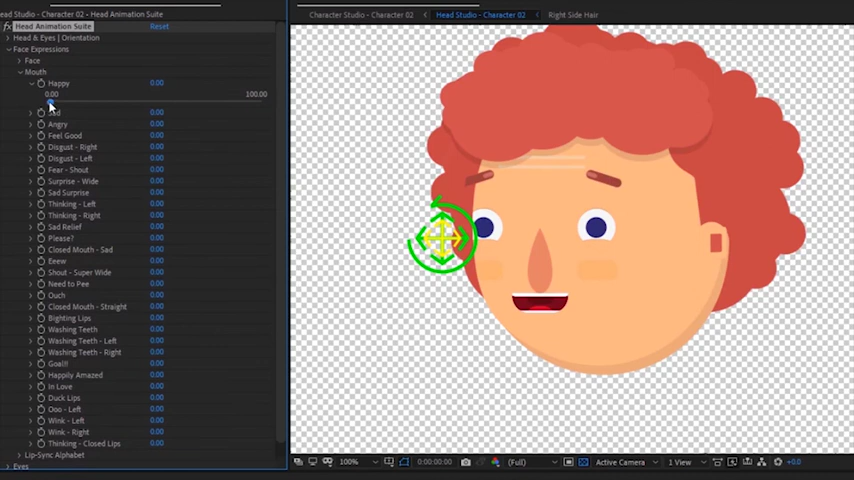 ead Studio - Character 02 - Head Animation Suite
Character Studio - Character 02 Head Studio - Character 02 Right Side Hair
fx Head Animation Suite Reset
Head & Eyes | Orientation
Face Expressions
Face
Mouth
Happy 0.00
0.00 100.00
Sad 0.00
Angry 0.00
Feel Good 0.00
Disgust - Right 0.00
Disgust - Left 0.00
Fear - Shout 0.00
Surprise - Wide 0.00
Sad Surprise 0.00
Thinking - Left 0.00
Thinking - Right 0.00
Sad Relief 0.00
Please? 0.00
Closed Mouth - Sad 0.00
Eeew 0.00
Shout - Super Wide 0.00
Need to Pee 0.00
Ouch 0.00
Closed Mouth - Straight 0.00
Bighting Lips 0.00
Washing Teeth 0.00
Washing Teeth - Left 0.00
Washing Teeth - Right 0.00
Goal!! 0.00
Happily Amazed 0.00
In Love 0.00
Duck Lips 0.00
Ooo - Left 0.00
Wink - Left 0.00
Wink - Right 0.00
Thinking - Closed Lips 0.00
Lip-Sync Alphabet
Eyes
100% 0:00:00:00 (Full) Active Camera 1 View +0.0